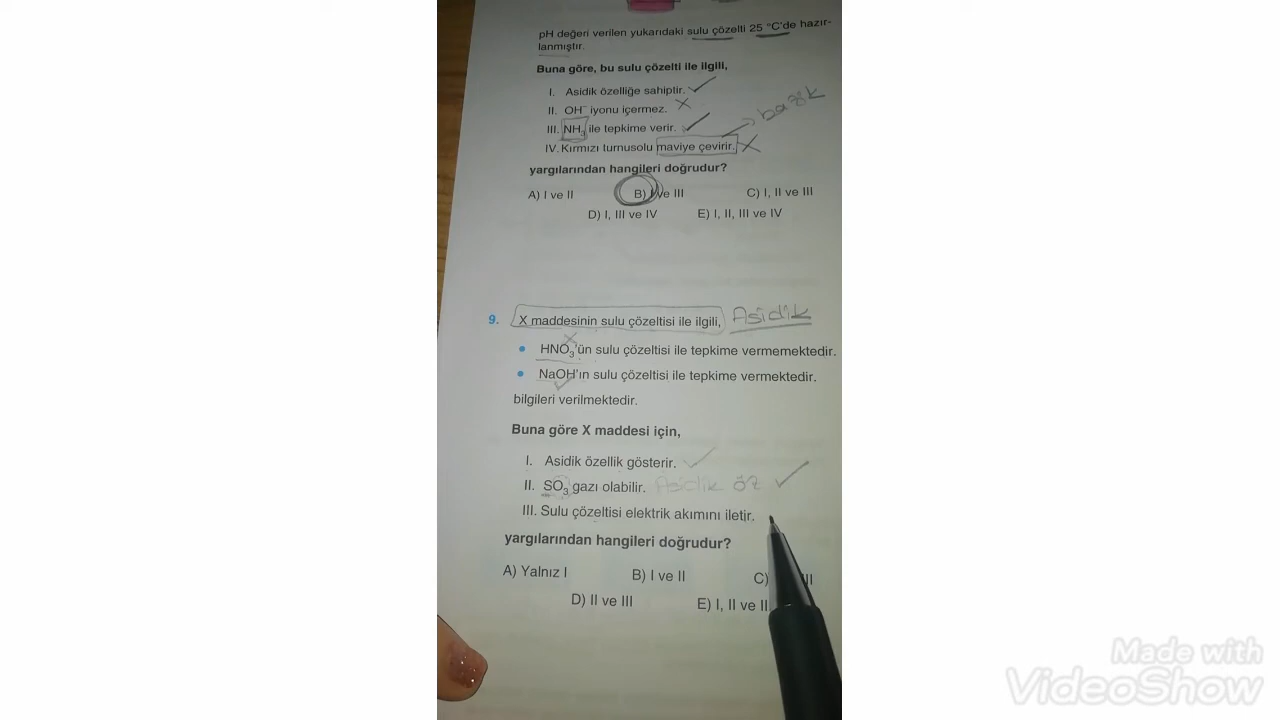 pH değeri verilen yukarıdaki sulu çözelti 25 °C'de hazır-
lanmıştır.
Buna göre, bu sulu çözelti ile ilgili,
I. Asidik özelliğe sahiptir.
II. OH⁻ iyonu içermez.
bazik
III. NH₃ ile tepkime verir.
IV. Kırmızı turnusolu maviye çevirir.
yargılarından hangileri doğrudur?
A) I ve II B) I ve III C) I, II ve III
D) I, III ve IV E) I, II, III ve IV
9. X maddesinin sulu çözeltisi ile ilgili, Asidik
• HNO₃'ün sulu çözeltisi ile tepkime vermemektedir.
• NaOH'ın sulu çözeltisi ile tepkime vermektedir.
bilgileri verilmektedir.
Buna göre X maddesi için,
I. Asidik özellik gösterir.
II. SO₃ gazı olabilir. Asidik öz
III. Sulu çözeltisi elektrik akımını iletir.
yargılarından hangileri doğrudur?
A) Yalnız I B) I ve II C)
D) II ve III E) I, II ve
Made with
VideoShow